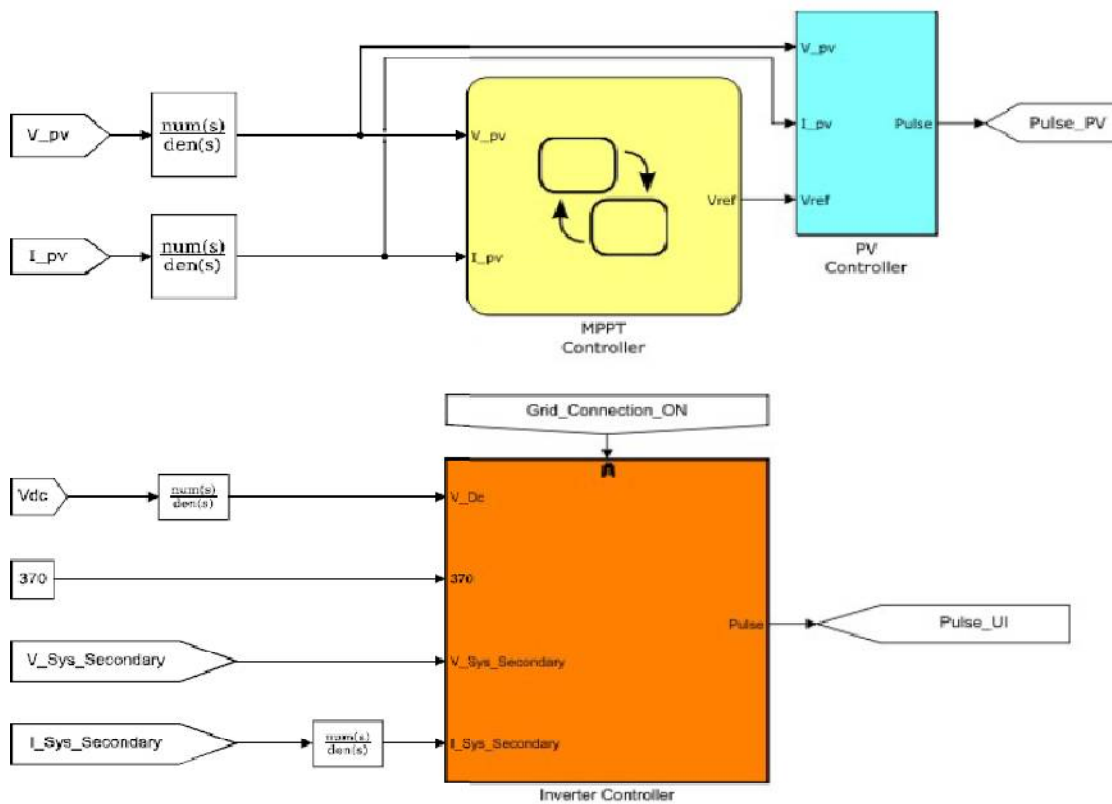 V_pv
num(s)
den(s)
I_pv
num(s)
den(s)
V_pv
I_pv
Vref
MPPT
Controller
V_pv
I_pv
Vref
Pulse
PV
Controller
Pulse_PV
Grid_Connection_ON
Vdc
num(s)
den(s)
370
V_Sys_Secondary
I_Sys_Secondary
num(s)
den(s)
V_Dc
370
V_Sys_Secondary
I_Sys_Secondary
Pulse
Inverter Controller
Pulse_UI